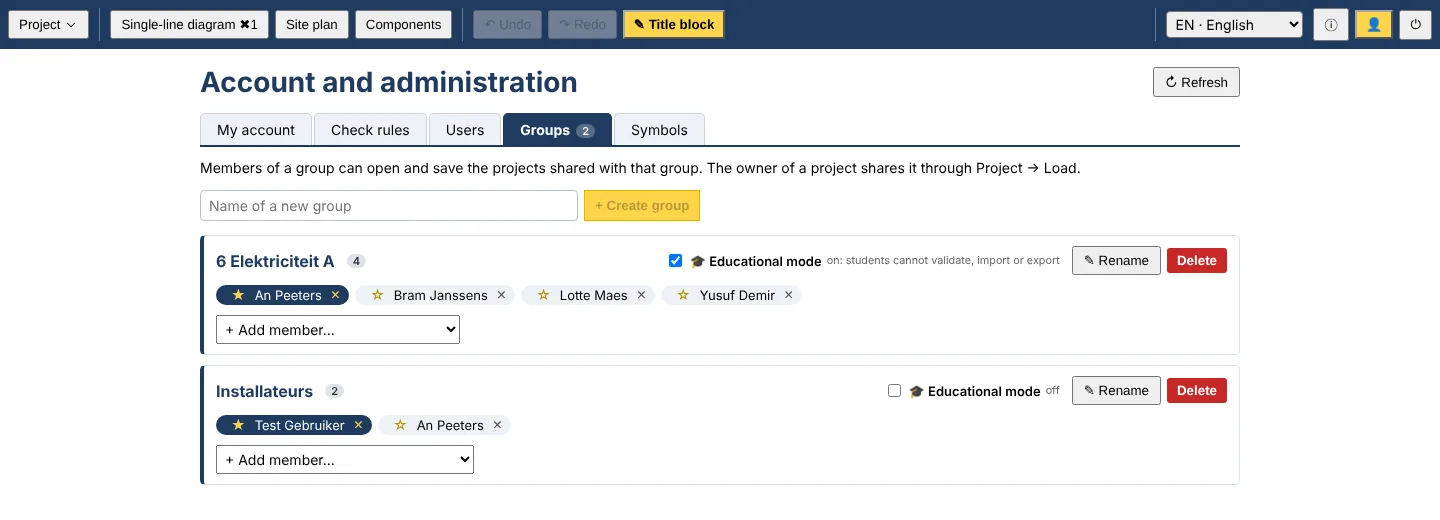 Project Single-line diagram ✖1 Site plan Components ↶ Undo ↷ Redo ✎ Title block EN · English ⓘ
Account and administration ↻ Refresh
My account Check rules Users Groups 2 Symbols
Members of a group can open and save the projects shared with that group. The owner of a project shares it through Project → Load.
Name of a new group + Create group
6 Elektriciteit A 4 🎓 Educational mode on: students cannot validate, import or export ✎ Rename Delete
★ An Peeters × ☆ Bram Janssens × ☆ Lotte Maes × ☆ Yusuf Demir ×
+ Add member...
Installateurs 2 🎓 Educational mode off ✎ Rename Delete
★ Test Gebruiker × ☆ An Peeters ×
+ Add member...